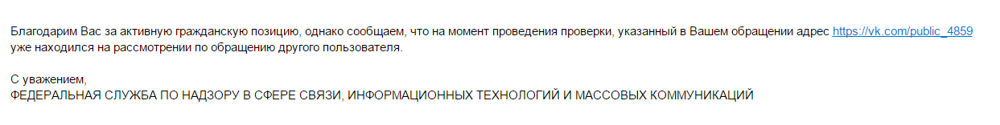 Благодарим Вас за активную гражданскую позицию, однако сообщаем, что на момент проведения проверки, указанный в Вашем обращении адрес https://vk.com/public_4859
уже находился на рассмотрении по обращению другого пользователя.
С уважением,
ФЕДЕРАЛЬНАЯ СЛУЖБА ПО НАДЗОРУ В СФЕРЕ СВЯЗИ, ИНФОРМАЦИОННЫХ ТЕХНОЛОГИЙ И МАССОВЫХ КОММУНИКАЦИЙ